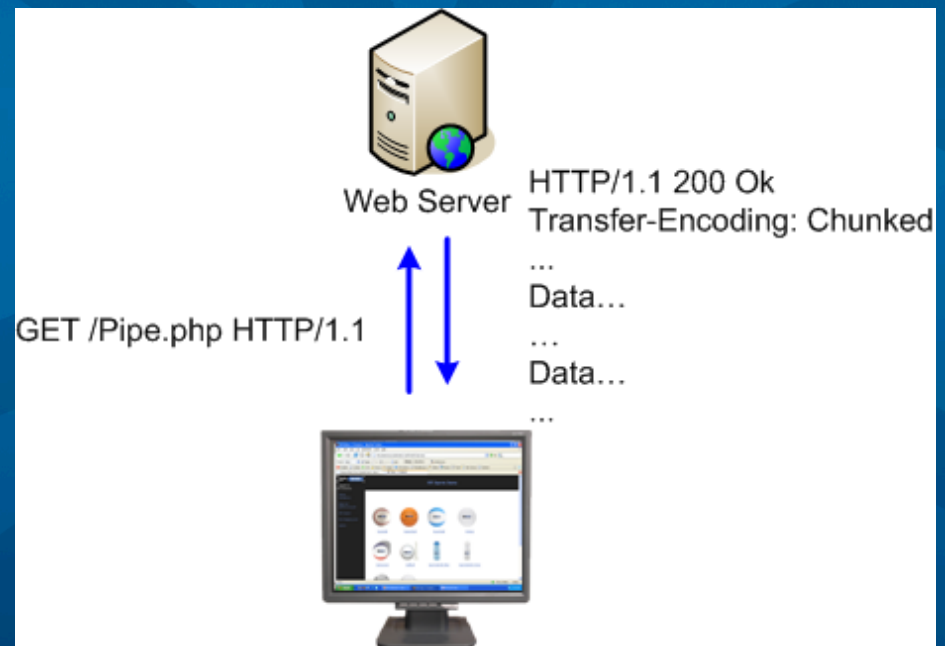 Web Server
HTTP/1.1 200 Ok
Transfer-Encoding: Chunked
...
Data…
…
Data…
...
GET /Pipe.php HTTP/1.1